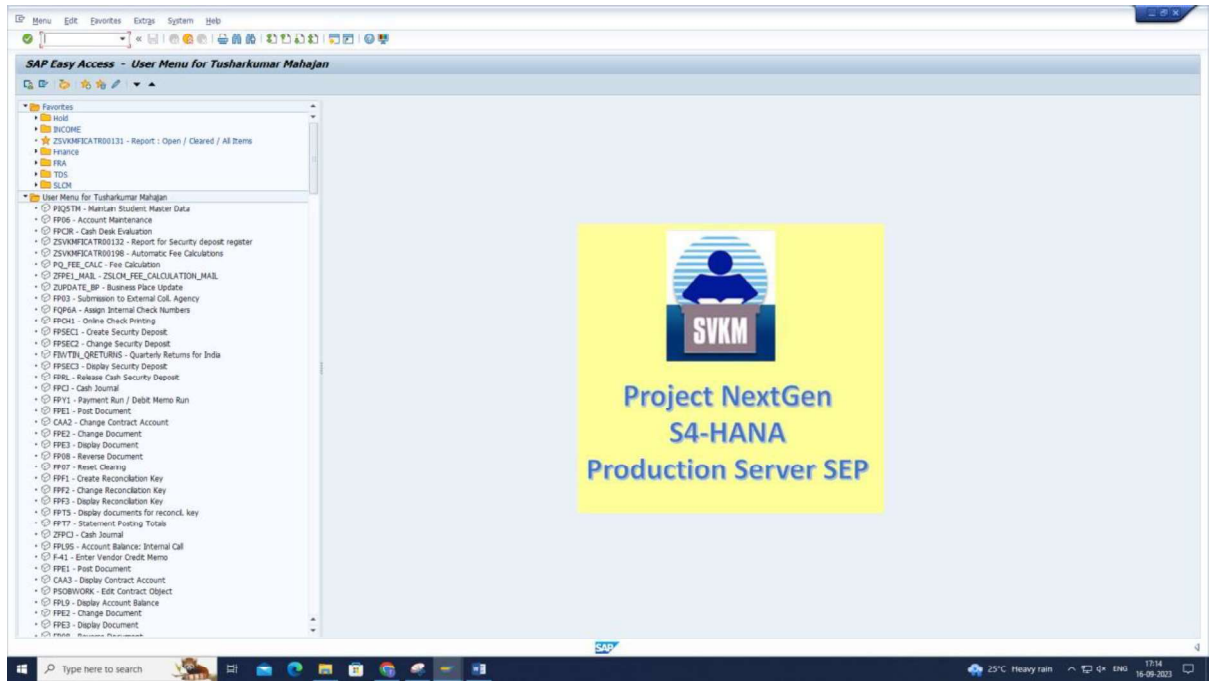 Menu Edit Favorites Extras System Help
SAP Easy Access - User Menu for Tusharkumar Mahajan
Favorites
Hold
INCOME
ZSVKMFICATR00131 - Report : Open / Cleared / All Items
Finance
FRA
TDS
SLCM
User Menu for Tusharkumar Mahajan
PIQSTM - Maintain Student Master Data
FP06 - Account Maintenance
FPCJR - Cash Desk Evaluation
ZSVKMFICATR00132 - Report for Security deposit register
ZSVKMFICATR00198 - Automatic Fee Calculations
PQ_FEE_CALC - Fee Calculation
ZFPE1_MAIL - ZSLCM_FEE_CALCULATION_MAIL
ZUPDATE_BP - Business Place Update
FP03 - Submission to External Coll. Agency
FQP6A - Assign Internal Check Numbers
FPCH1 - Online Check Printing
FPSEC1 - Create Security Deposit
FPSEC2 - Change Security Deposit
FIWTIN_QRETURNS - Quarterly Returns for India
FPSEC3 - Display Security Deposit
FPRL - Release Cash Security Deposit
FPCJ - Cash Journal
FPY1 - Payment Run / Debit Memo Run
FPE1 - Post Document
CAA2 - Change Contract Account
FPE2 - Change Document
FPE3 - Display Document
FP08 - Reverse Document
FP07 - Reset Clearing
FPF1 - Create Reconciliation Key
FPF2 - Change Reconciliation Key
FPF3 - Display Reconciliation Key
FPT5 - Display documents for reconcil. key
FPT7 - Statement Posting Totals
ZFPCJ - Cash Journal
FPL95 - Account Balance: Internal Call
F-41 - Enter Vendor Credit Memo
FPE1 - Post Document
CAA3 - Display Contract Account
PSOBWORK - Edit Contract Object
FPL9 - Display Account Balance
FPE2 - Change Document
FPE3 - Display Document
FP08 - Reverse Document
SVKM
Project NextGen
S4-HANA
Production Server SEP
SAP
Type here to search
25°C Heavy rain
ENG
17:14
16-09-2023